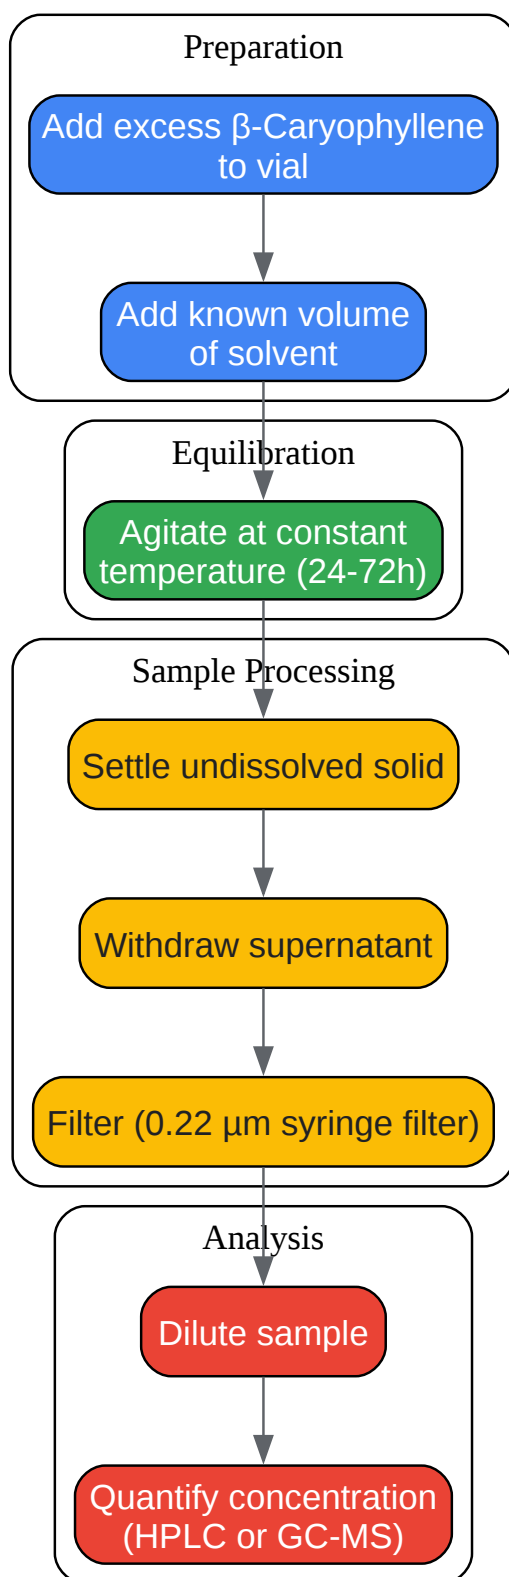 Preparation
Add excess β-Caryophyllene
to vial
Add known volume
of solvent
Equilibration
Agitate at constant
temperature (24-72h)
Sample Processing
Settle undissolved solid
Withdraw supernatant
Filter (0.22 µm syringe filter)
Analysis
Dilute sample
Quantify concentration
(HPLC or GC-MS)